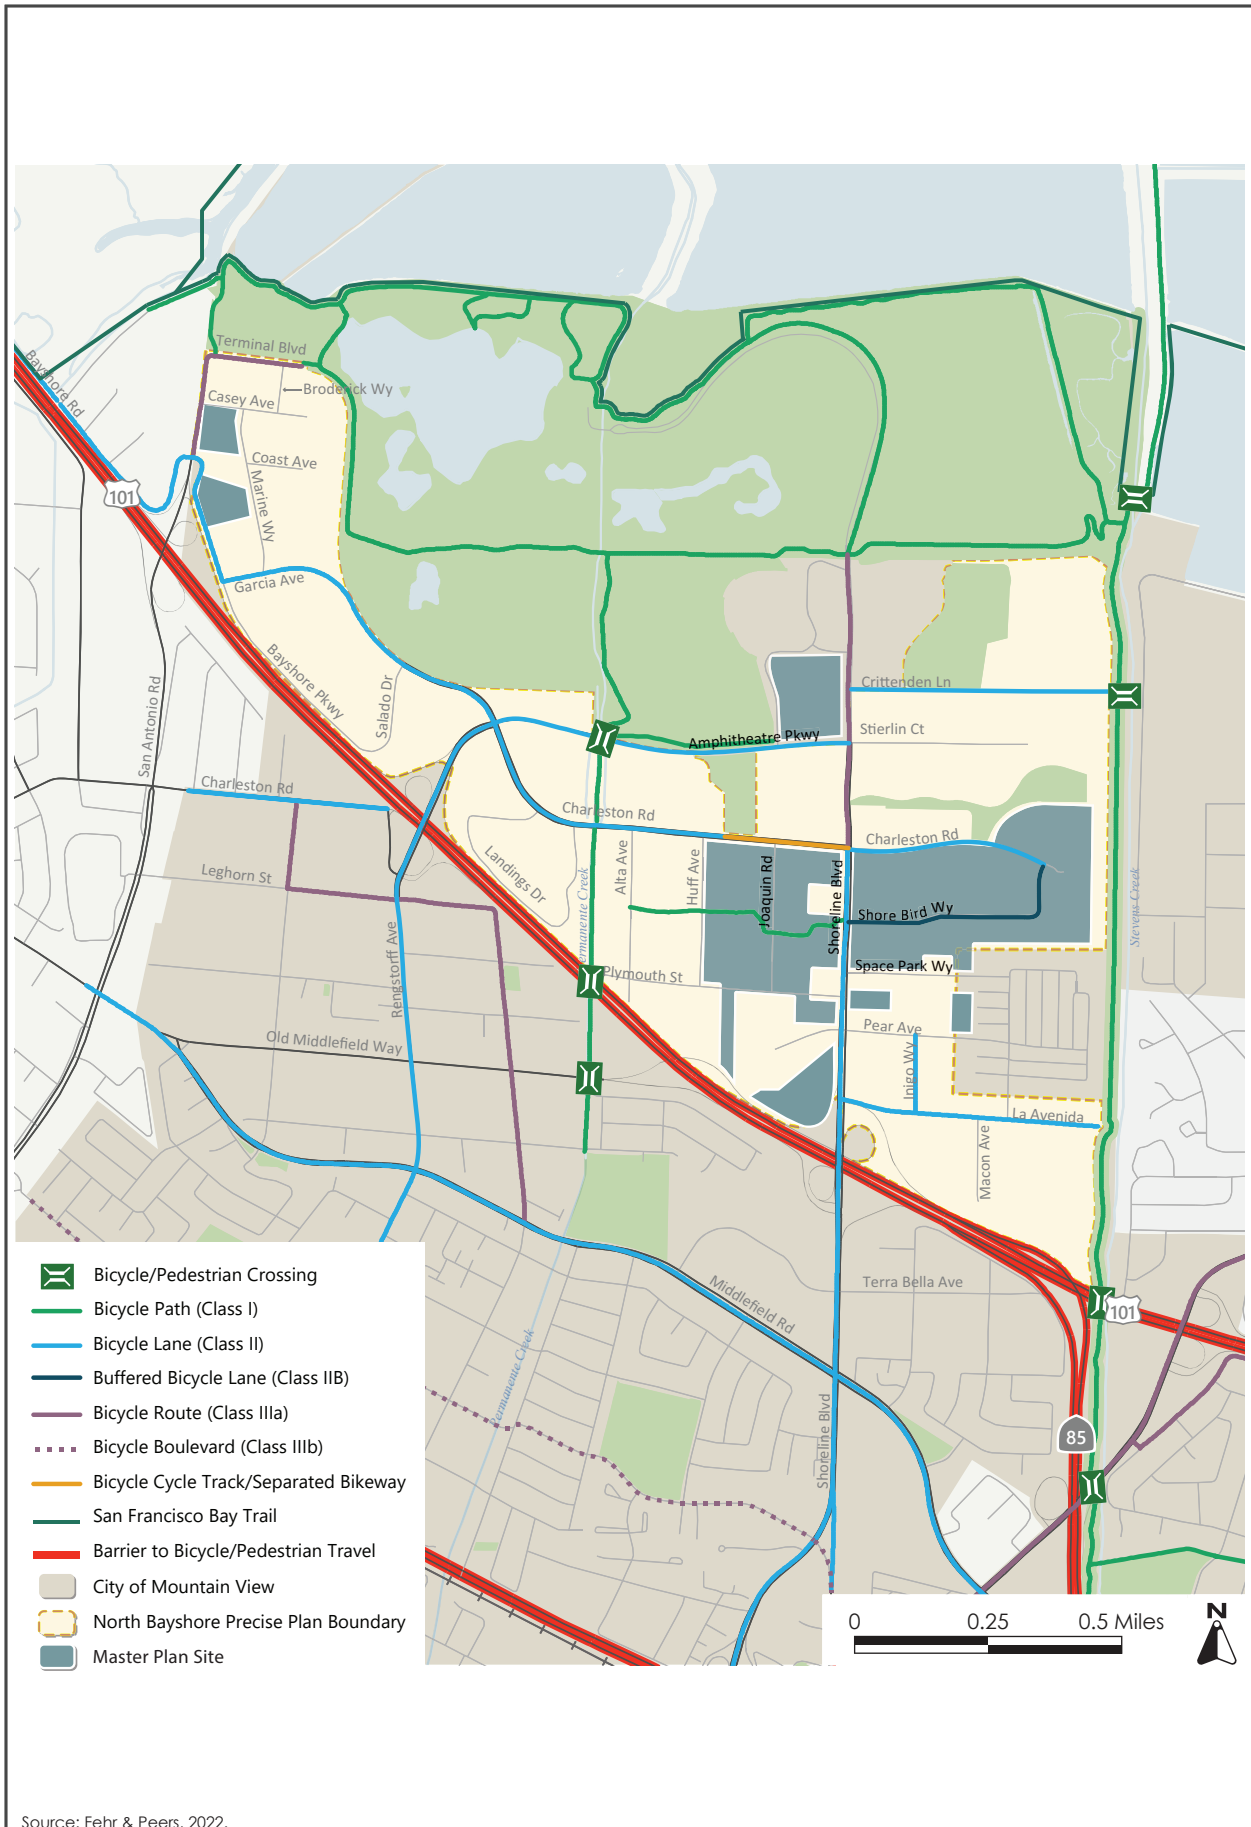 Terminal Blvd
Bayshore Rd
Broderick Wy
Casey Ave
Coast Ave
Marine Wy
101
Garcia Ave
Bayshore Pkwy
Salado Dr
San Antonio Rd
Crittenden Ln
Stierlin Ct
Amphitheatre Pkwy
Charleston Rd
Charleston Rd
Charleston Rd
Landings Dr
Alta Ave
Huff Ave
Joaquin Rd
Shoreline Blvd
Leghorn St
Permanente Creek
Shore Bird Wy
Stevens Creek
Rengstorff Ave
Plymouth St
Space Park Wy
Old Middlefield Way
Pear Ave
Inigo Wy
La Avenida
Macon Ave
Terra Bella Ave
Middlefield Rd
101
Permanente Creek
Shoreline Blvd
85
Bicycle/Pedestrian Crossing
Bicycle Path (Class I)
Bicycle Lane (Class II)
Buffered Bicycle Lane (Class IIB)
Bicycle Route (Class IIIa)
Bicycle Boulevard (Class IIIb)
Bicycle Cycle Track/Separated Bikeway
San Francisco Bay Trail
Barrier to Bicycle/Pedestrian Travel
City of Mountain View
North Bayshore Precise Plan Boundary
Master Plan Site
0 0.25 0.5 Miles
N
Source: Fehr & Peers, 2022.